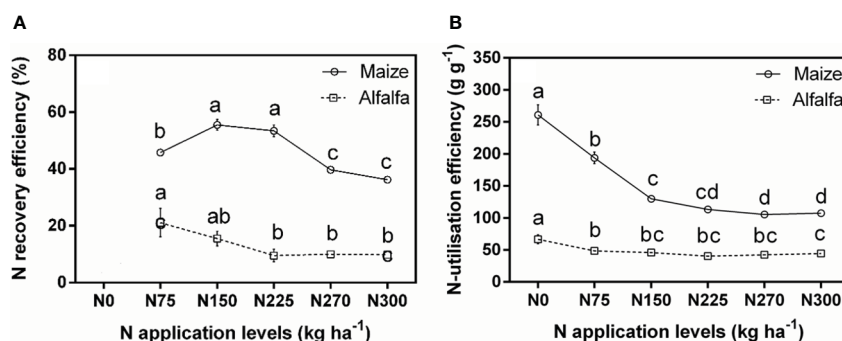 A
N recovery efficiency (%)
80
60
40
20
0
Maize
Alfalfa
b
a
a
c
c
a
ab
b
b
b
c
N0 N75 N150 N225 N270 N300
N application levels (kg ha⁻¹)
B
N-utilisation efficiency (g g⁻¹)
350
300
250
200
150
100
50
0
Maize
Alfalfa
a
b
c
cd
d
d
a
b
bc
bc
bc
c
N0 N75 N150 N225 N270 N300
N application levels (kg ha⁻¹)